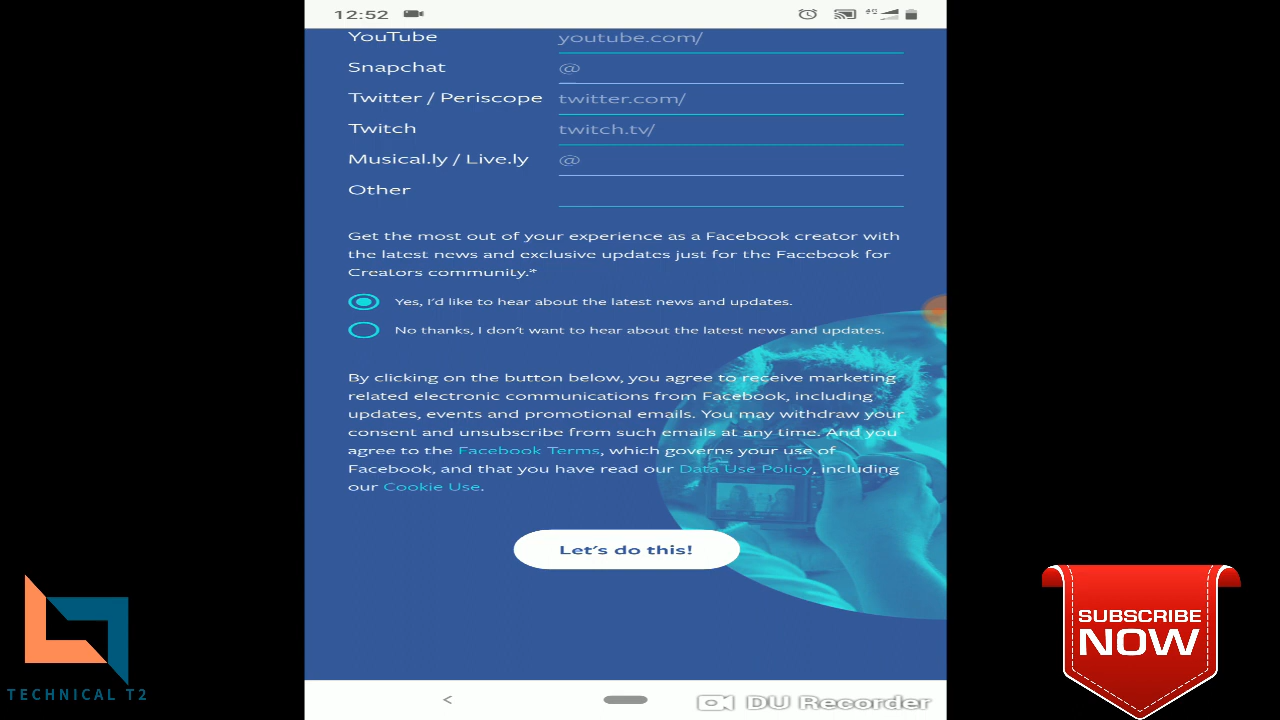 12:52
4G
YouTube youtube.com/
Snapchat @
Twitter / Periscope twitter.com/
Twitch twitch.tv/
Musical.ly / Live.ly @
Other
Get the most out of your experience as a Facebook creator with
the latest news and exclusive updates just for the Facebook for
Creators community.*
Yes, I'd like to hear about the latest news and updates.
No thanks, I don't want to hear about the latest news and updates.
By clicking on the button below, you agree to receive marketing
related electronic communications from Facebook, including
updates, events and promotional emails. You may withdraw your
consent and unsubscribe from such emails at any time. And you
agree to the Facebook Terms, which governs your use of
Facebook, and that you have read our Data Use Policy, including
our Cookie Use.
Let's do this!
TECHNICAL T2
SUBSCRIBE
NOW
DU Recorder